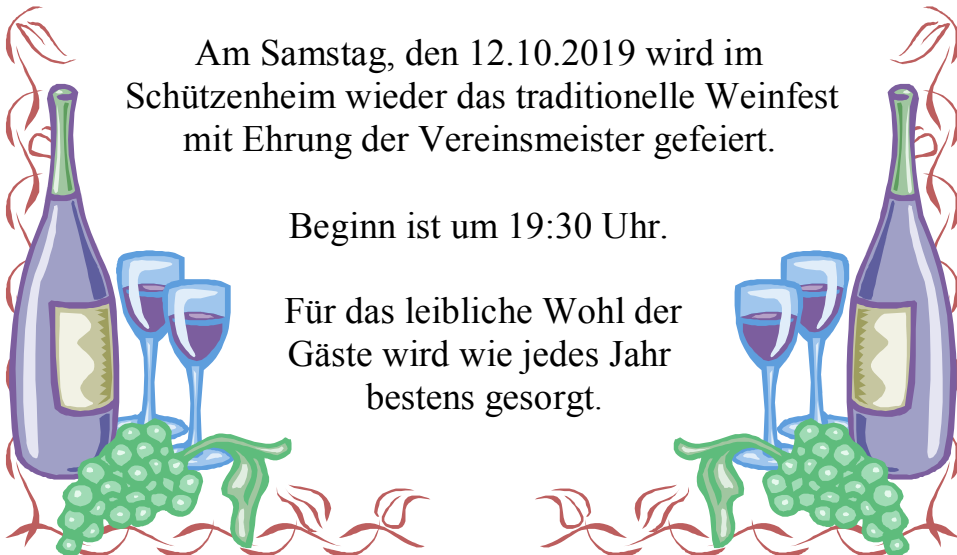 Am Samstag, den 12.10.2019 wird im
Schützenheim wieder das traditionelle Weinfest
mit Ehrung der Vereinsmeister gefeiert.
Beginn ist um 19:30 Uhr.
Für das leibliche Wohl der
Gäste wird wie jedes Jahr
bestens gesorgt.